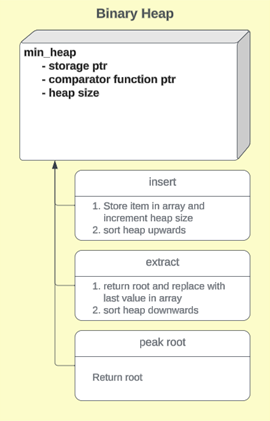 Binary Heap
min_heap
- storage ptr
- comparator function ptr
- heap size
insert
1. Store item in array and
increment heap size
2. sort heap upwards
extract
1. return root and replace with
last value in array
2. sort heap downwards
peak root
Return root